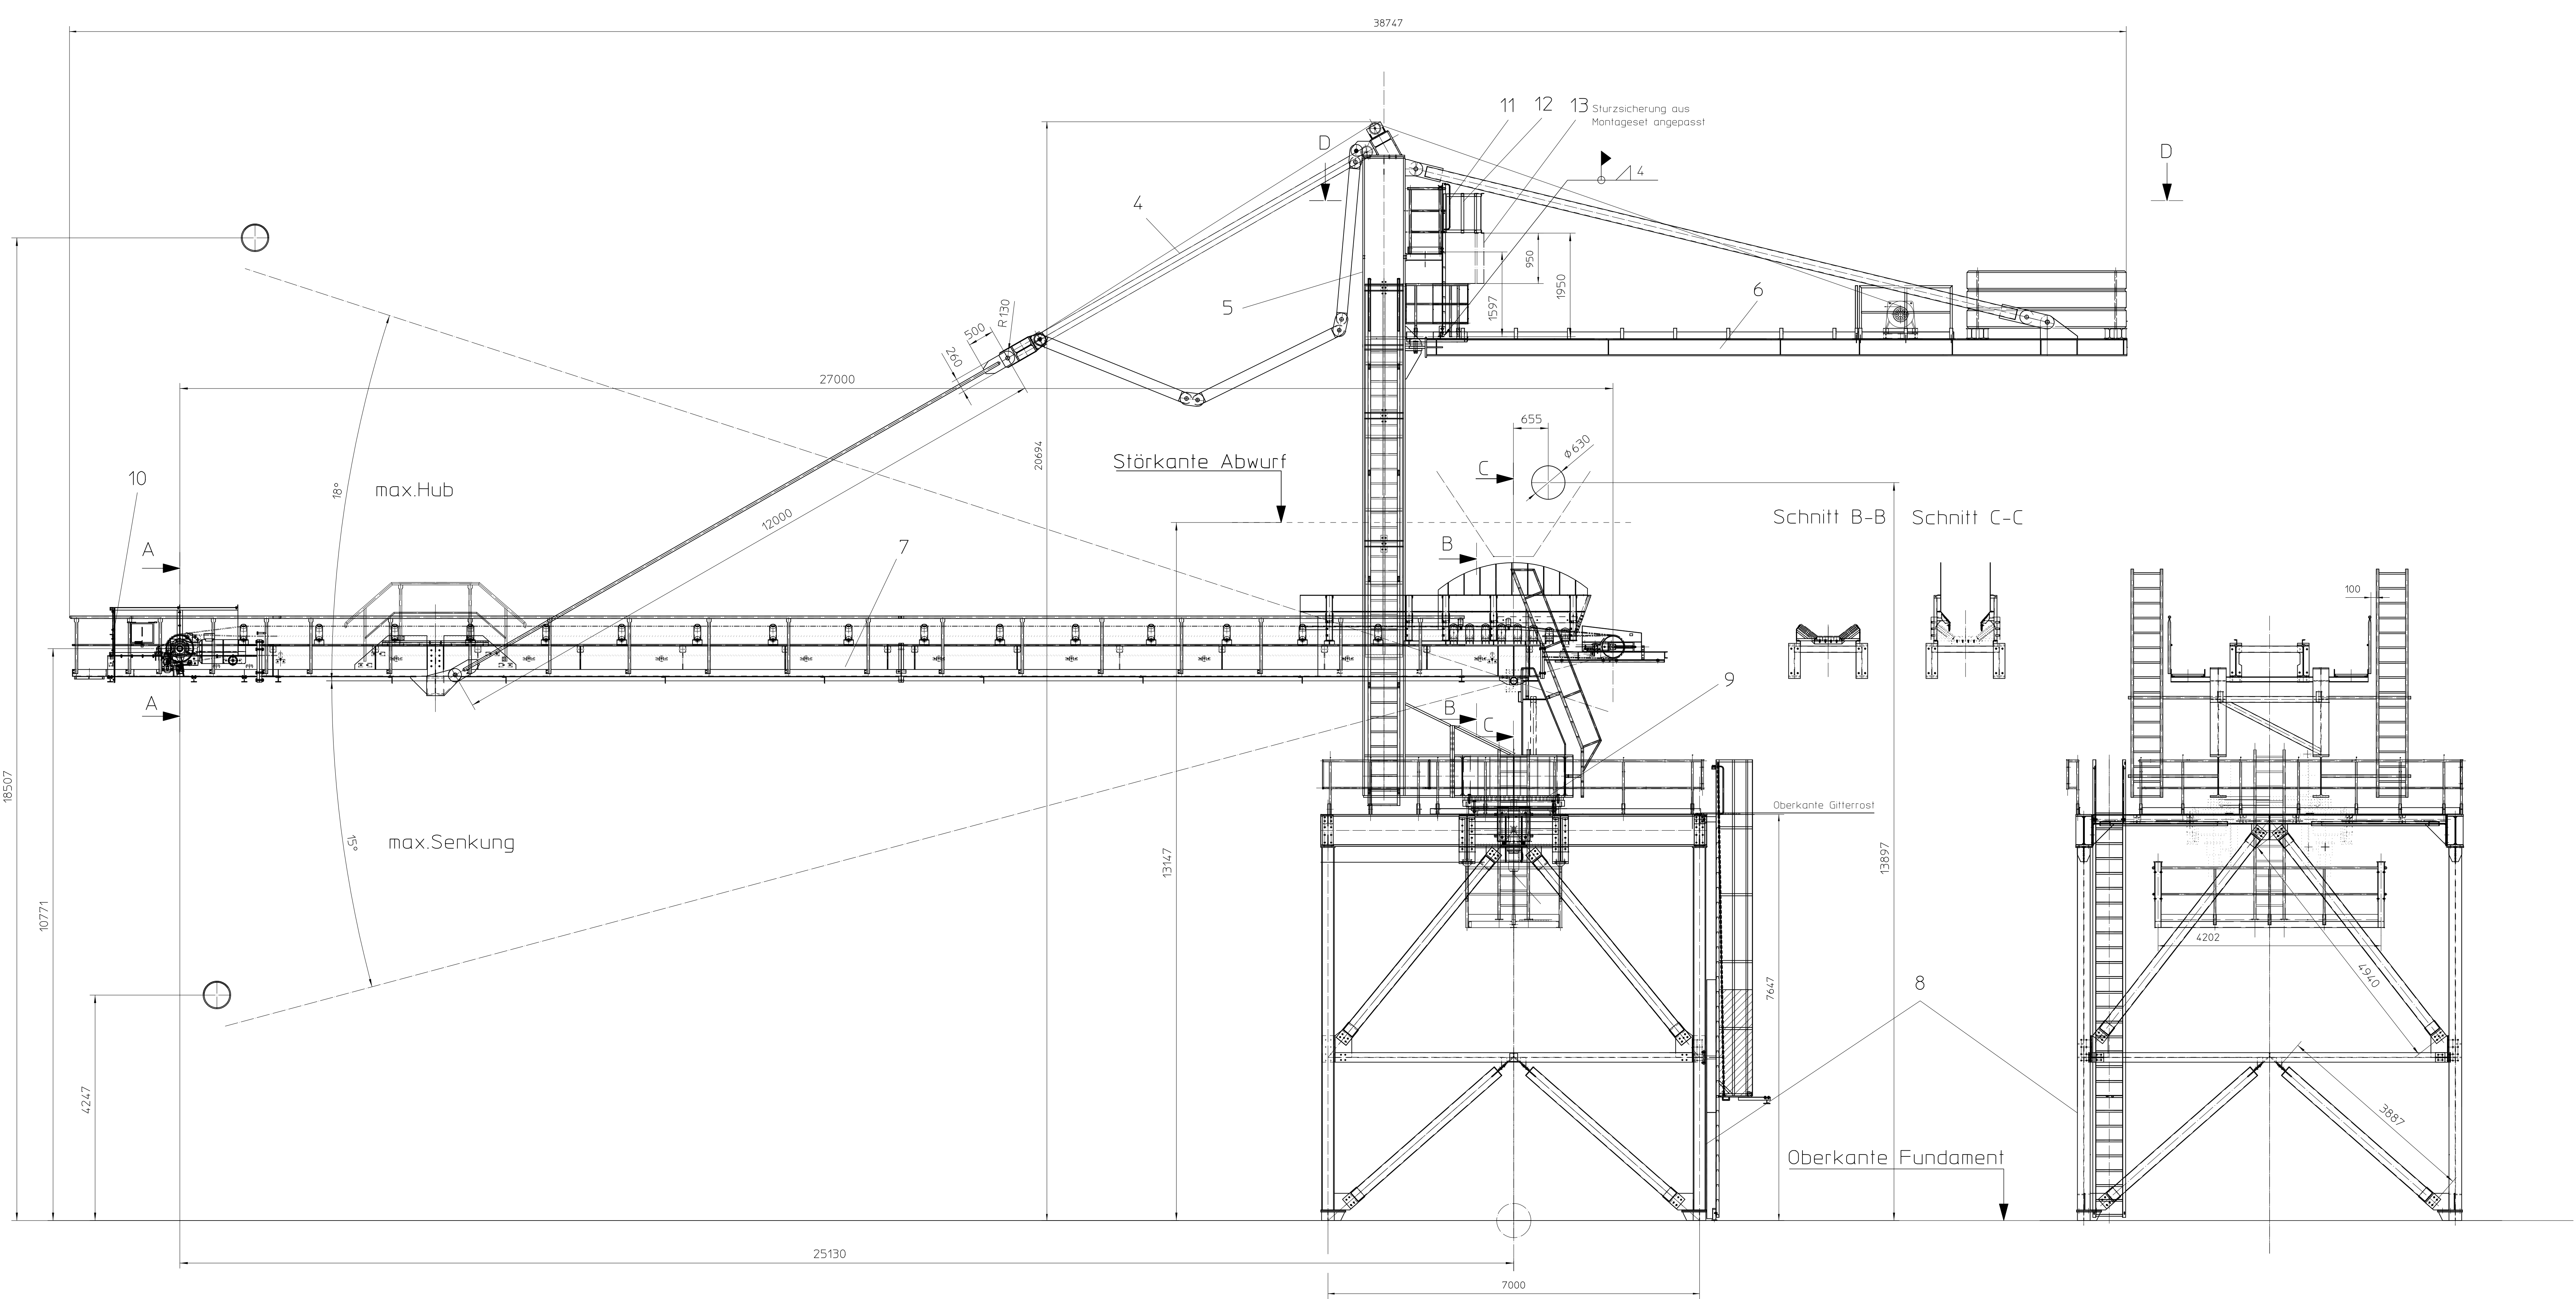 38747
11 12 13 Sturzsicherung aus
Montageset angepasst
D
D
4
4
950
1950
1597
5
6
500
R130
260
27000
20694
655
Ø630
Störkante Abwurf
C
10
18°
max.Hub
12000
Schnitt B-B Schnitt C-C
A
7
B
100
A
9
B
C
18507
Oberkante Gitterrost
15°
max.Senkung
13147
13897
10771
4202
4940
7647
8
4247
3887
Oberkante Fundament
25130
7000